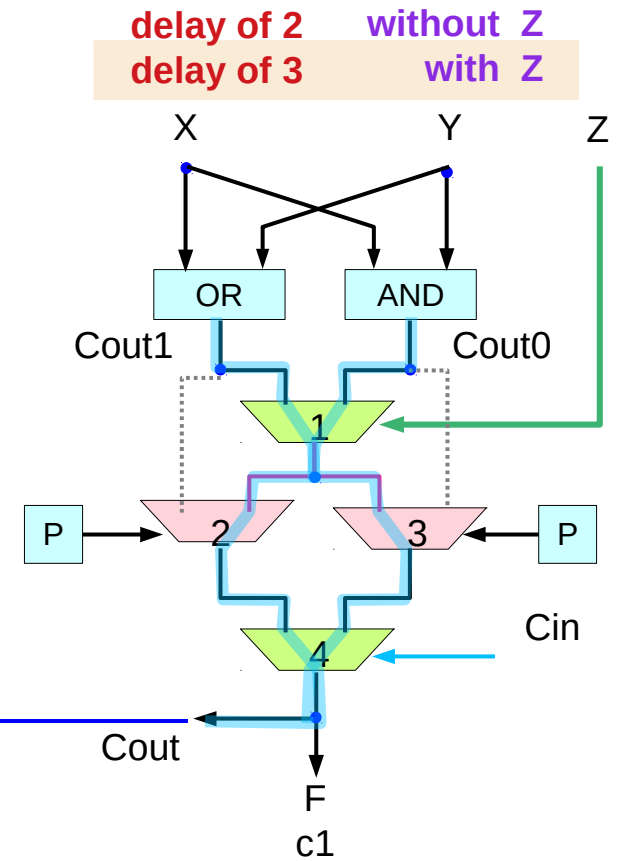 delay of 2 without Z
delay of 3 with Z
X Y Z
OR AND
Cout1 Cout0
1
P 2 3 P
Cin
4
Cout
F
c1